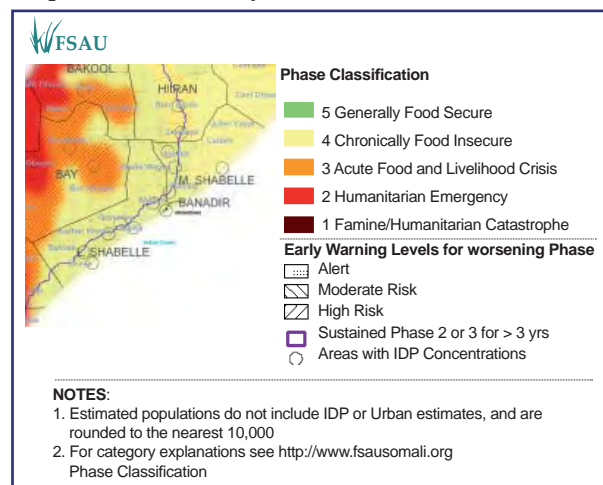 FSAU
BAKOOL
HIIRAN
BAY
M. SHABELLE
BANADIR
L. SHABELLE
Phase Classification
5 Generally Food Secure
4 Chronically Food Insecure
3 Acute Food and Livelihood Crisis
2 Humanitarian Emergency
1 Famine/Humanitarian Catastrophe
Early Warning Levels for worsening Phase
Alert
Moderate Risk
High Risk
Sustained Phase 2 or 3 for > 3 yrs
Areas with IDP Concentrations
NOTES:
1. Estimated populations do not include IDP or Urban estimates, and are
rounded to the nearest 10,000
2. For category explanations see http://www.fsausomali.org
Phase Classification